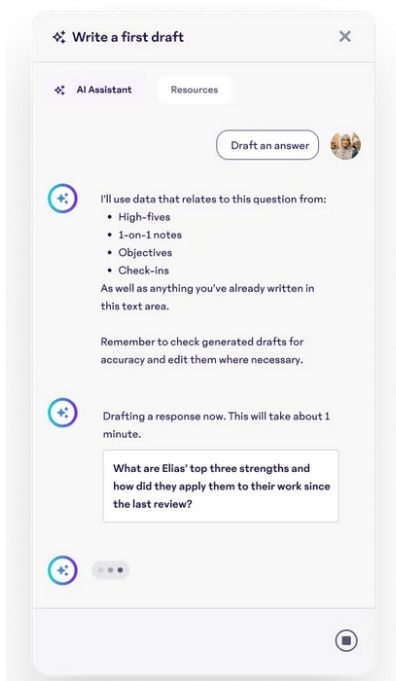 Write a first draft
AI Assistant
Resources
Draft an answer
I'll use data that relates to this question from:
• High-fives
• 1-on-1 notes
• Objectives
• Check-ins
As well as anything you've already written in
this text area.
Remember to check generated drafts for
accuracy and edit them where necessary.
Drafting a response now. This will take about 1
minute.
What are Elias' top three strengths and
how did they apply them to their work since
the last review?